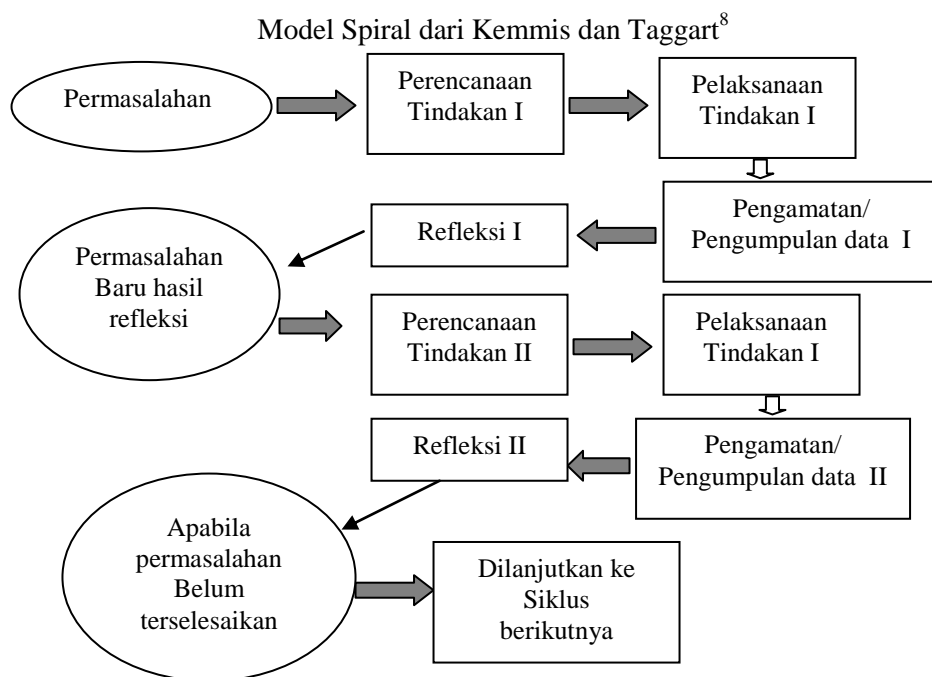 Model Spiral dari Kemmis dan Taggart⁸
Permasalahan
Perencanaan
Tindakan I
Pelaksanaan
Tindakan I
Pengamatan/
Pengumpulan data I
Refleksi I
Permasalahan
Baru hasil
refleksi
Perencanaan
Tindakan II
Pelaksanaan
Tindakan I
Pengamatan/
Pengumpulan data II
Refleksi II
Apabila
permasalahan
Belum
terselesaikan
Dilanjutkan ke
Siklus
berikutnya